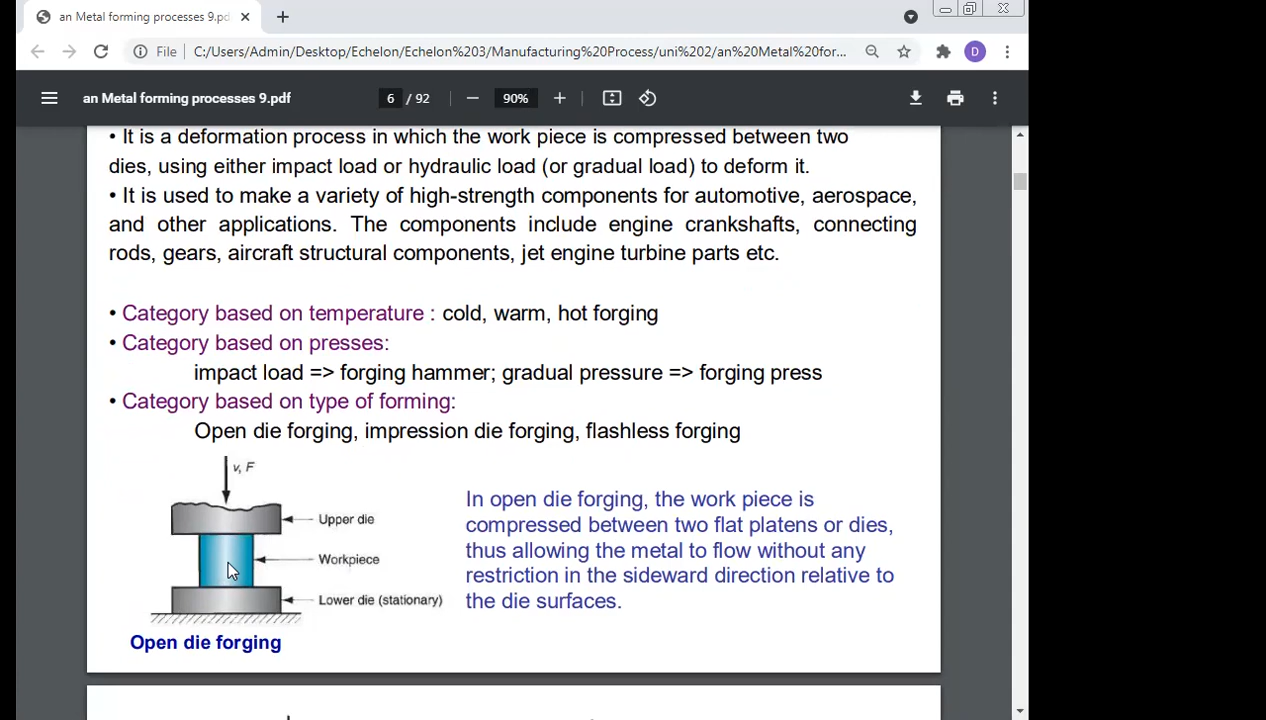 an Metal forming processes 9.pd
File
C:/Users/Admin/Desktop/Echelon/Echelon%203/Manufacturing%20Process/uni%202/an%20Metal%20for...
D
an Metal forming processes 9.pdf
6 / 92
90%
• It is a deformation process in which the work piece is compressed between two
dies, using either impact load or hydraulic load (or gradual load) to deform it.
• It is used to make a variety of high-strength components for automotive, aerospace,
and other applications. The components include engine crankshafts, connecting
rods, gears, aircraft structural components, jet engine turbine parts etc.
• Category based on temperature : cold, warm, hot forging
• Category based on presses:
impact load => forging hammer; gradual pressure => forging press
• Category based on type of forming:
Open die forging, impression die forging, flashless forging
v, F
Upper die
Workpiece
Lower die (stationary)
Open die forging
In open die forging, the work piece is
compressed between two flat platens or dies,
thus allowing the metal to flow without any
restriction in the sideward direction relative to
the die surfaces.